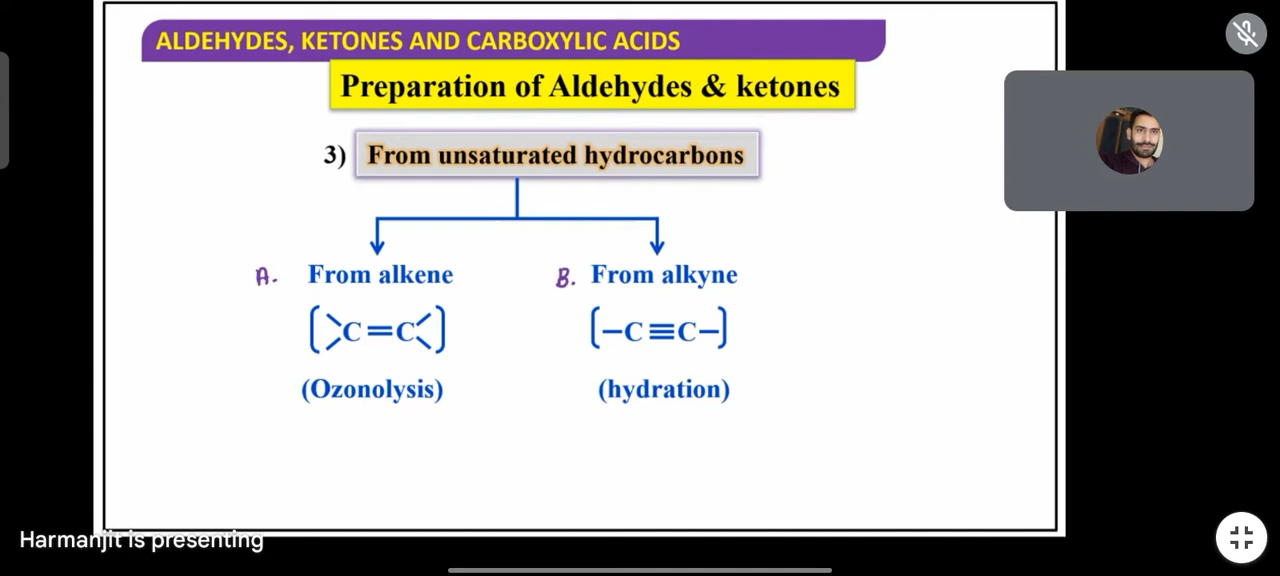 ALDEHYDES, KETONES AND CARBOXYLIC ACIDS
Preparation of Aldehydes & ketones
3) From unsaturated hydrocarbons
A. From alkene
B. From alkyne
[>C=C<]
[–C≡C–]
(Ozonolysis)
(hydration)
Harmanjit is presenting